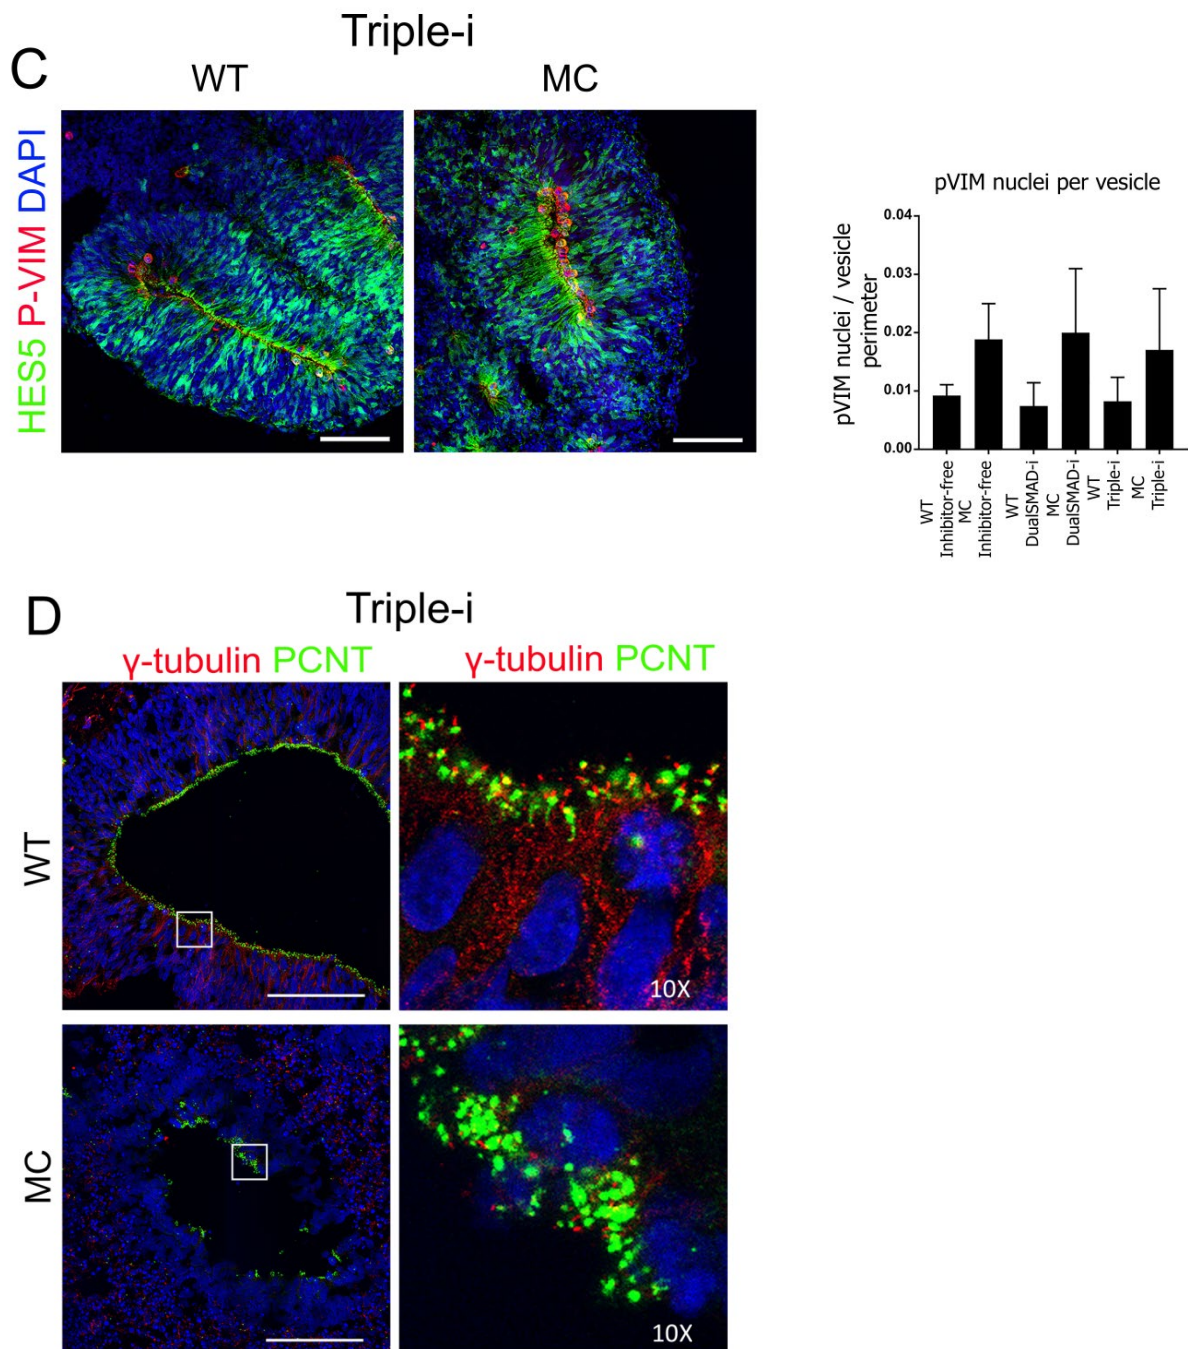 C
Triple-i
WT
MC
HES5 P-VIM DAPI
pVIM nuclei per vesicle
pVIM nuclei / vesicle
perimeter
0.04
0.03
0.02
0.01
0.00
WT
Inhibitor-free
MC
Inhibitor-free
WT
DualSMAD-i
MC
DualSMAD-i
WT
Triple-i
MC
Triple-i
D
Triple-i
γ-tubulin PCNT
γ-tubulin PCNT
WT
10X
MC
10X